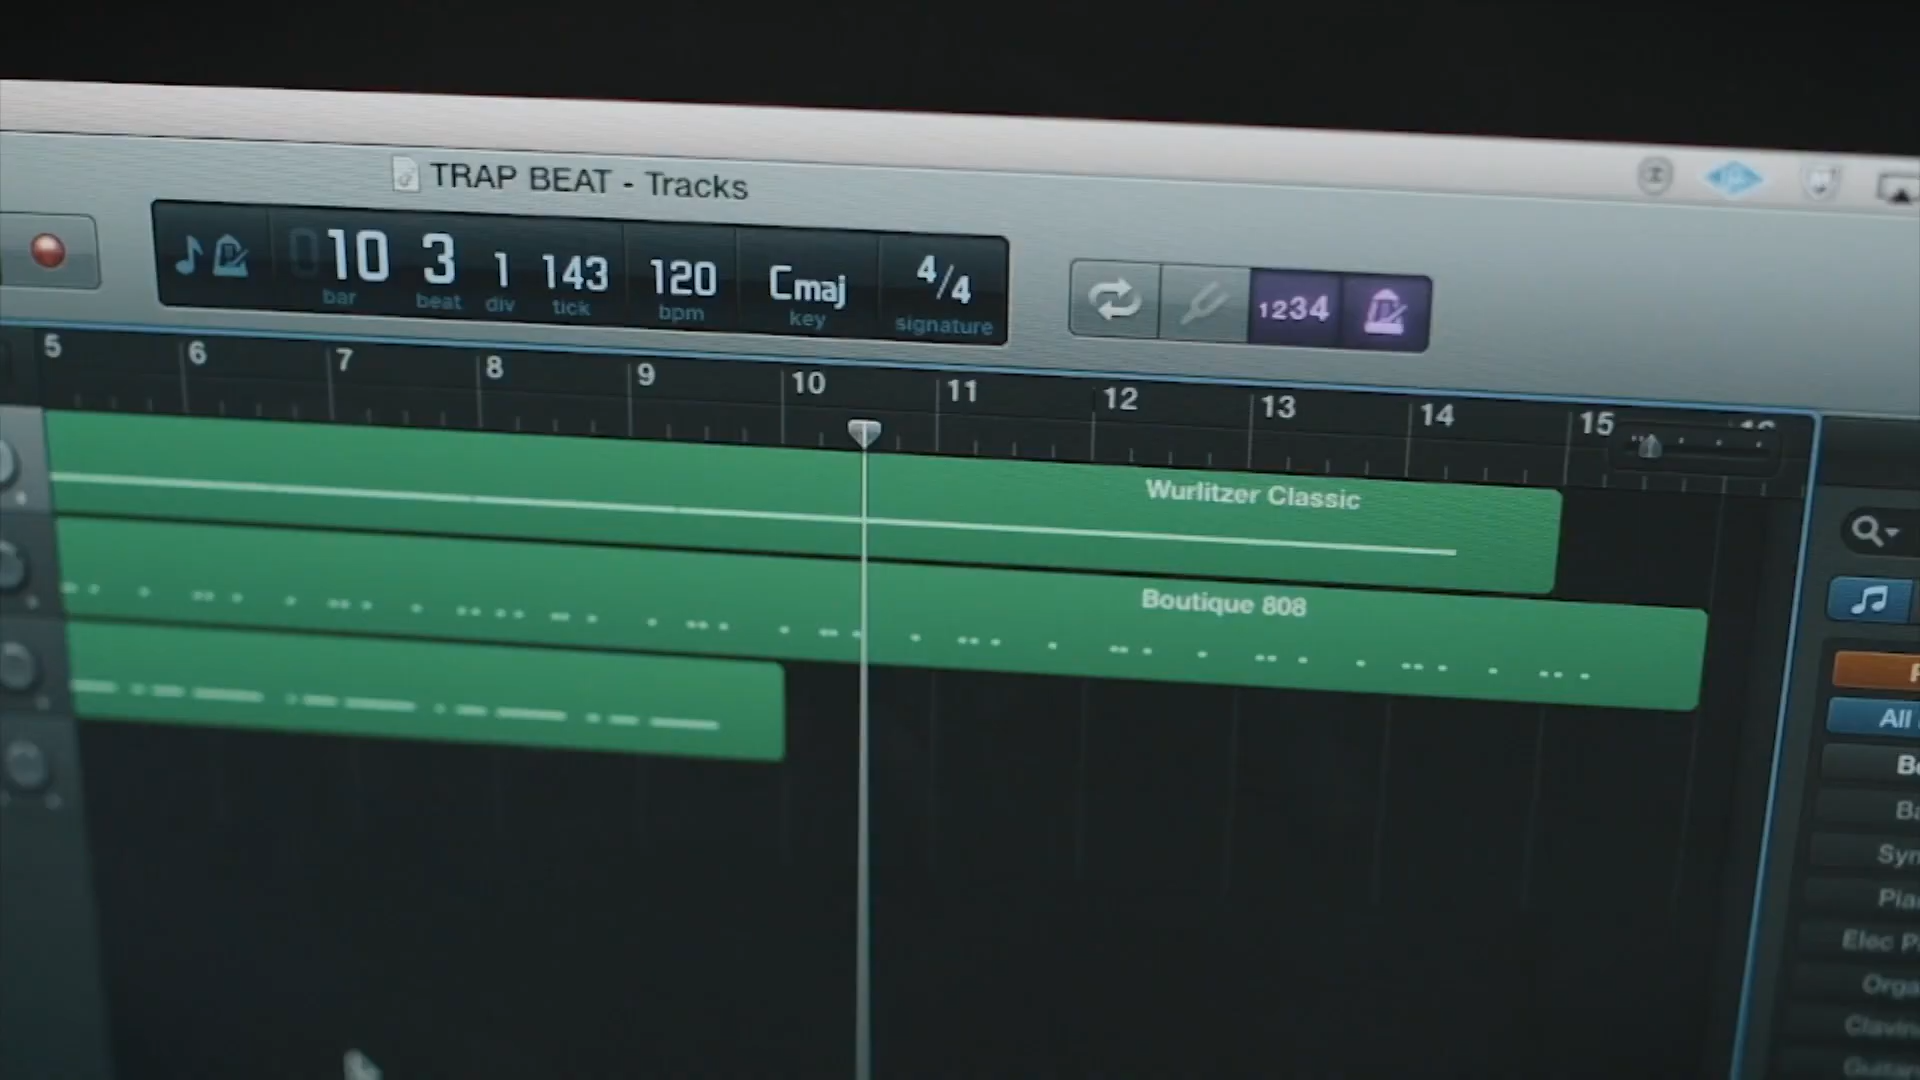 TRAP BEAT - Tracks
10 3 1 143 120 Cmaj 4/4
bar beat div tick bpm key signature
1234
5 6 7 8 9 10 11 12 13 14 15
Wurlitzer Classic
Boutique 808
All
Elec